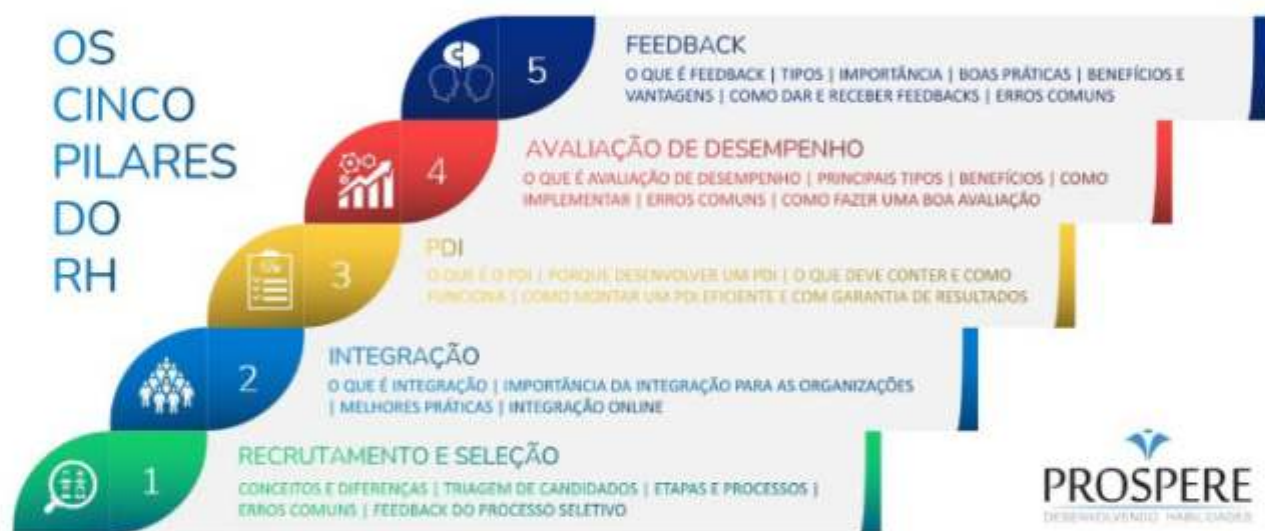 OS
CINCO
PILARES
DO
RH
5
FEEDBACK
O QUE É FEEDBACK | TIPOS | IMPORTÂNCIA | BOAS PRÁTICAS | BENEFÍCIOS E
VANTAGENS | COMO DAR E RECEBER FEEDBACKS | ERROS COMUNS
4
AVALIAÇÃO DE DESEMPENHO
O QUE É AVALIAÇÃO DE DESEMPENHO | PRINCIPAIS TIPOS | BENEFÍCIOS | COMO
IMPLEMENTAR | ERROS COMUNS | COMO FAZER UMA BOA AVALIAÇÃO
3
PDI
O QUE É O PDI | PORQUE DESENVOLVER UM PDI | O QUE DEVE CONTER E COMO
FUNCIONA | COMO MONTAR UM PDI EFICIENTE E COM GARANTIA DE RESULTADOS
2
INTEGRAÇÃO
O QUE É INTEGRAÇÃO | IMPORTÂNCIA DA INTEGRAÇÃO PARA AS ORGANIZAÇÕES
| MELHORES PRÁTICAS | INTEGRAÇÃO ONLINE
1
RECRUTAMENTO E SELEÇÃO
CONCEITOS E DIFERENÇAS | TRIAGEM DE CANDIDADOS | ETAPAS E PROCESSOS |
ERROS COMUNS | FEEDBACK DO PROCESSO SELETIVO
PROSPERE
DESENVOLVENDO HABILIDADES